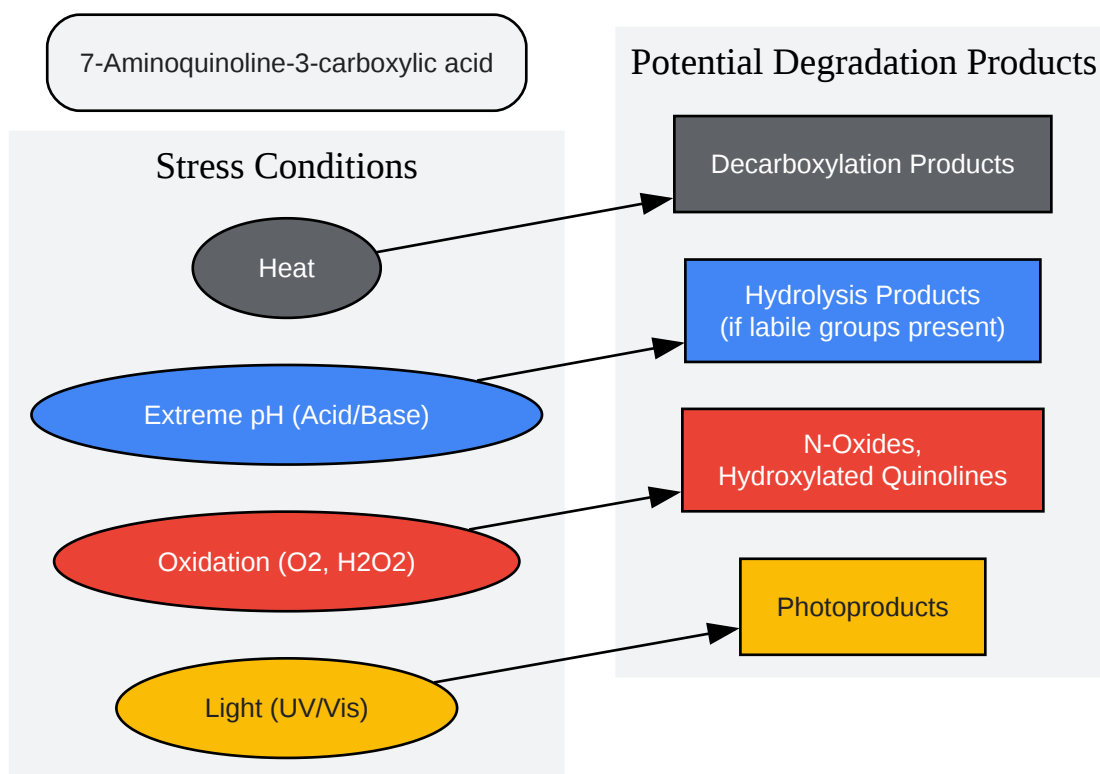 7-Aminoquinoline-3-carboxylic acid
Stress Conditions
Heat
Extreme pH (Acid/Base)
Oxidation (O2, H2O2)
Light (UV/Vis)
Potential Degradation Products
Decarboxylation Products
Hydrolysis Products
(if labile groups present)
N-Oxides,
Hydroxylated Quinolines
Photoproducts